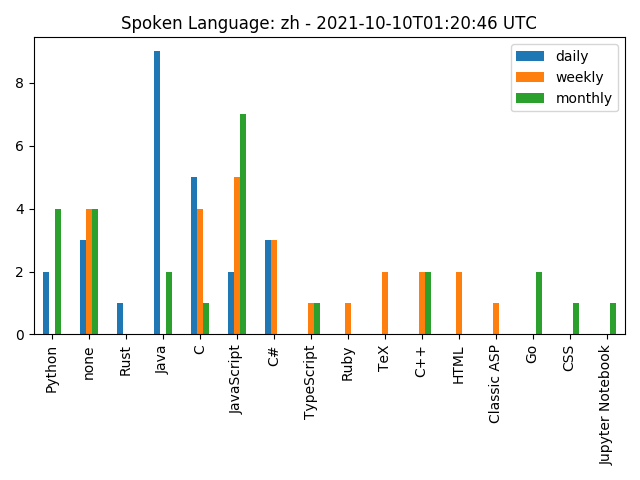 Spoken Language: zh - 2021-10-10T01:20:46 UTC
daily
weekly
monthly
8
6
4
2
0
Python
none
Rust
Java
C
JavaScript
C#
TypeScript
Ruby
TeX
C++
HTML
Classic ASP
Go
CSS
Jupyter Notebook